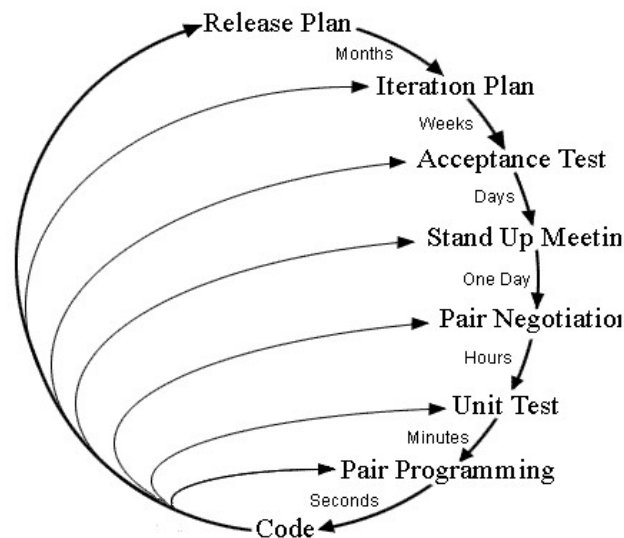 Release Plan
Months
Iteration Plan
Weeks
Acceptance Test
Days
Stand Up Meetin
One Day
Pair Negotiation
Hours
Unit Test
Minutes
Pair Programming
Seconds
Code